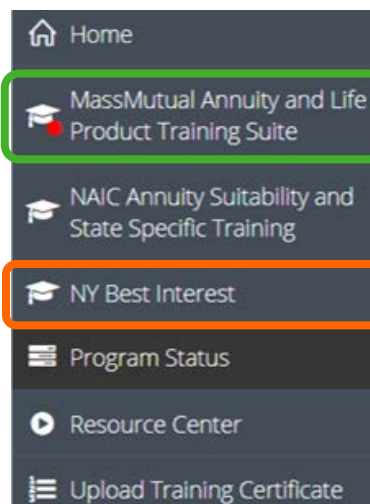 Home
MassMutual Annuity and Life
Product Training Suite
NAIC Annuity Suitability and
State Specific Training
NY Best Interest
Program Status
Resource Center
Upload Training Certificate